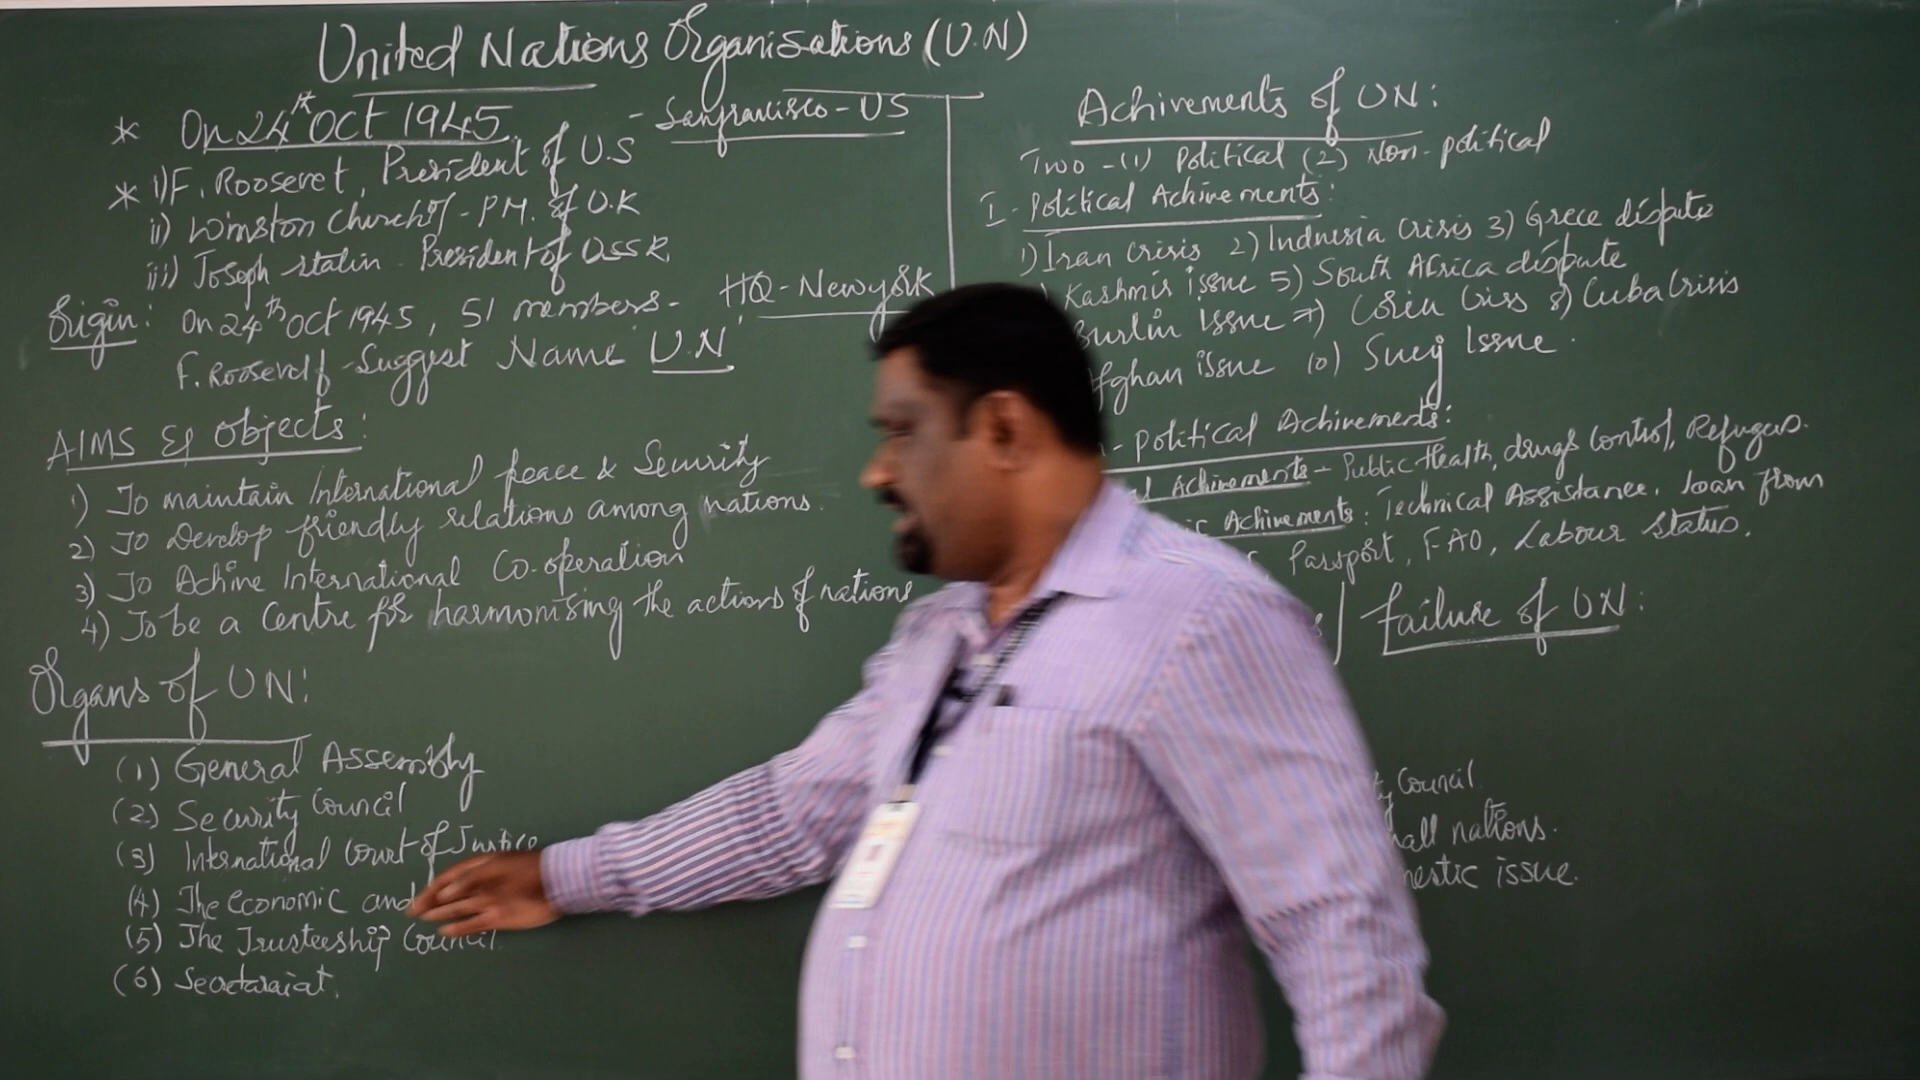 United Nations Organisations (U.N)
* On 24th Oct 1945 - Sanfrancisco - US
* i) F. Roosevet, President of U.S
ii) Winston Churchil - P.M. of U.K
iii) Joseph Stalin - President of USSR
Origin: On 24th Oct 1945, 51 members - HQ - Newyork
F. Roosevelt - Suggest Name 'U.N'
AIMS & Objects:
1) To maintain International peace & Security
2) To Develop friendly relations among nations.
3) To Achive International Co-operation
4) To be a Centre for harmonising the actions of nations
Organs of UN:
(1) General Assembly
(2) Security Council
(3) International Court of Justice
(4) The economic and
(5) The Trusteeship Council
(6) Secretariat.
Achivements of UN:
Two - (1) Political (2) Non-political
I - Political Achivements:
1) Iran Crisis 2) Indnesia Crisis 3) Grece dispute
Kashmir issue 5) South Africa dispute
issue 7) Corea Criss 8) Cuba Crisis
fghan issue 10) Suez Issue.
- Political Achivements:
Achivements - Public Health, drugs Control, Refugees.
Achivements: Technical Assistance, Loan from
Passport, FAO, Labour Status.
failure of UN:
Council
all nations.
estic issue.